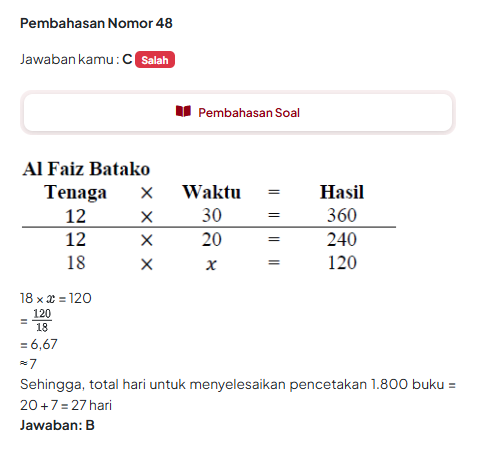 Pembahasan Nomor 48
Jawaban kamu : C Salah
Pembahasan Soal
Al Faiz Batako
Tenaga × Waktu = Hasil
12 × 30 = 360
12 × 20 = 240
18 × x = 120
18 × x = 120
= 120/18
= 6,67
≈ 7
Sehingga, total hari untuk menyelesaikan pencetakan 1.800 buku =
20 + 7 = 27 hari
Jawaban: B